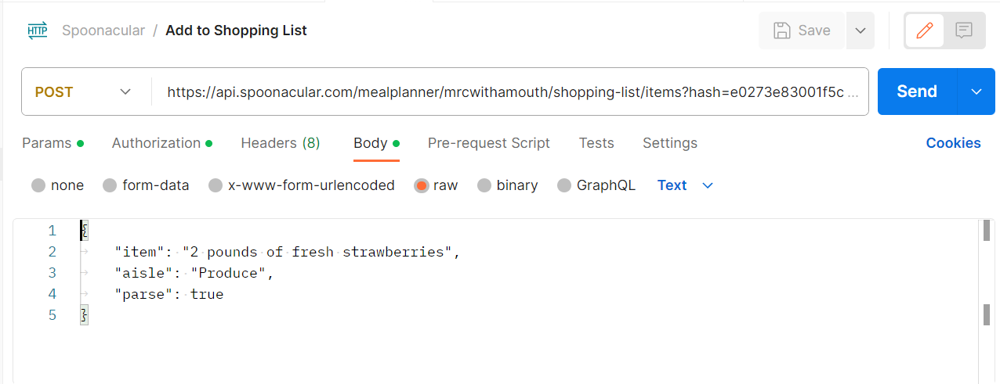 HTTP Spoonacular / Add to Shopping List Save
POST https://api.spoonacular.com/mealplanner/mrcwithamouth/shopping-list/items?hash=e0273e83001f5c ... Send
Params Authorization Headers (8) Body Pre-request Script Tests Settings Cookies
none form-data x-www-form-urlencoded raw binary GraphQL Text
1 {
2 "item": "2 pounds of fresh strawberries",
3 "aisle": "Produce",
4 "parse": true
5 }